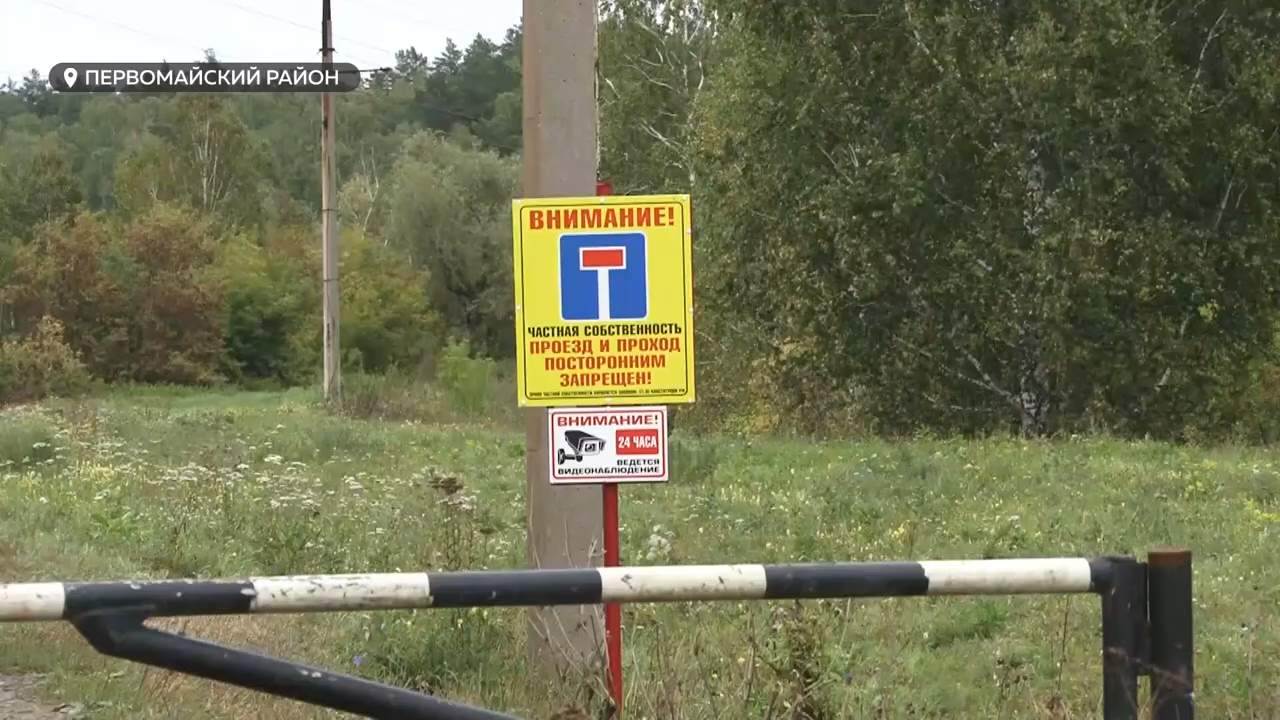 ПЕРВОМАЙСКИЙ РАЙОН
ВНИМАНИЕ!
ЧАСТНАЯ СОБСТВЕННОСТЬ
ПРОЕЗД И ПРОХОД
ПОСТОРОННИМ
ЗАПРЕЩЕН!
ВНИМАНИЕ!
24 ЧАСА
ВЕДЕТСЯ
ВИДЕОНАБЛЮДЕНИЕ